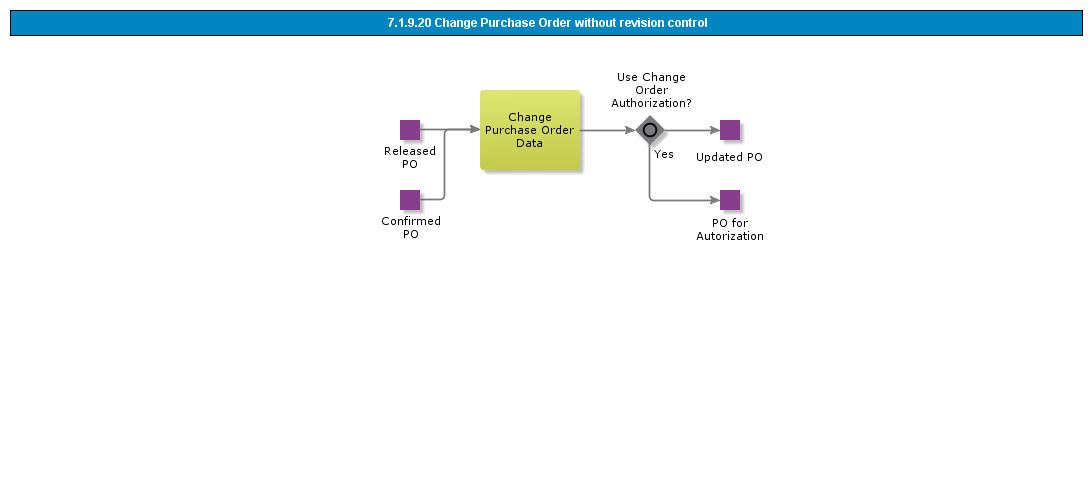 7.1.9.20 Change Purchase Order without revision control
Use Change
Order
Authorization?
Change
Purchase Order
Data
Released
PO
Yes
Updated PO
Confirmed
PO
PO for
Autorization